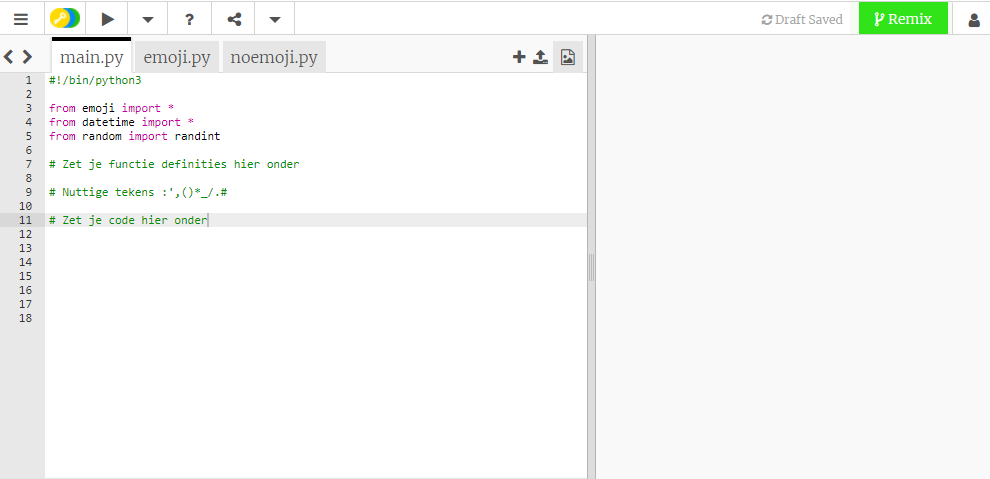 ? Draft Saved Remix
main.py emoji.py noemoji.py
1 #!/bin/python3
2
3 from emoji import *
4 from datetime import *
5 from random import randint
6
7 # Zet je functie definities hier onder
8
9 # Nuttige tekens :',()*_/.#
10
11 # Zet je code hier onder
12
13
14
15
16
17
18